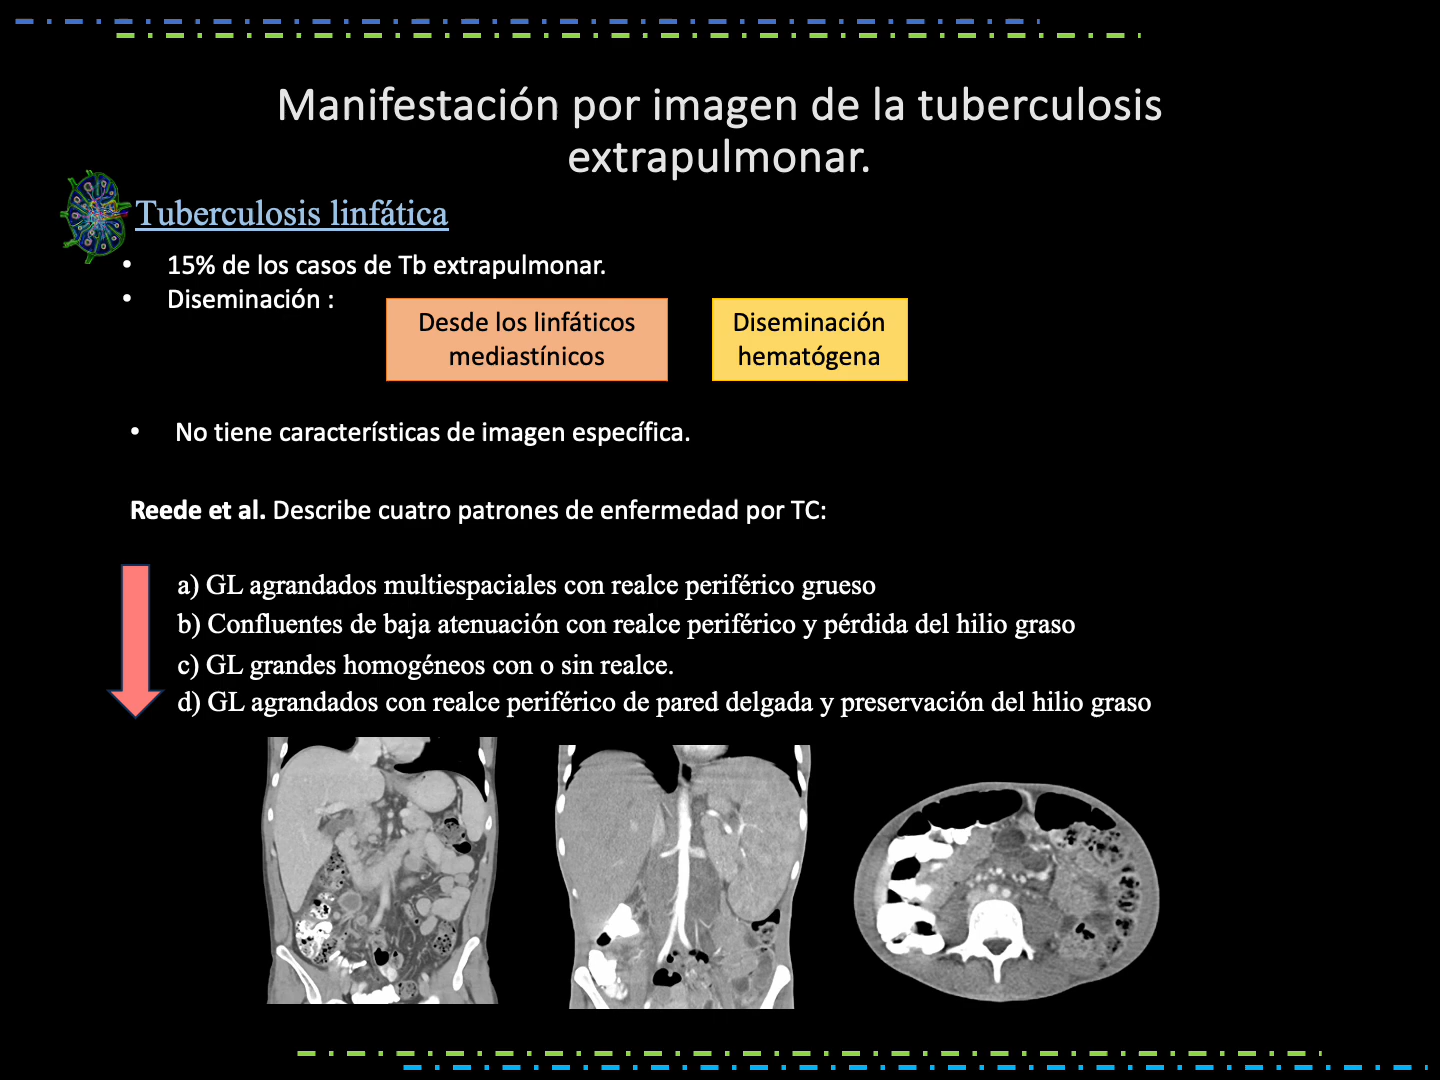 Manifestación por imagen de la tuberculosis
extrapulmonar.
Tuberculosis linfática
• 15% de los casos de Tb extrapulmonar.
• Diseminación :
Desde los linfáticos
mediastínicos
Diseminación
hematógena
• No tiene características de imagen específica.
Reede et al. Describe cuatro patrones de enfermedad por TC:
a) GL agrandados multiespaciales con realce periférico grueso
b) Confluentes de baja atenuación con realce periférico y pérdida del hilio graso
c) GL grandes homogéneos con o sin realce.
d) GL agrandados con realce periférico de pared delgada y preservación del hilio graso